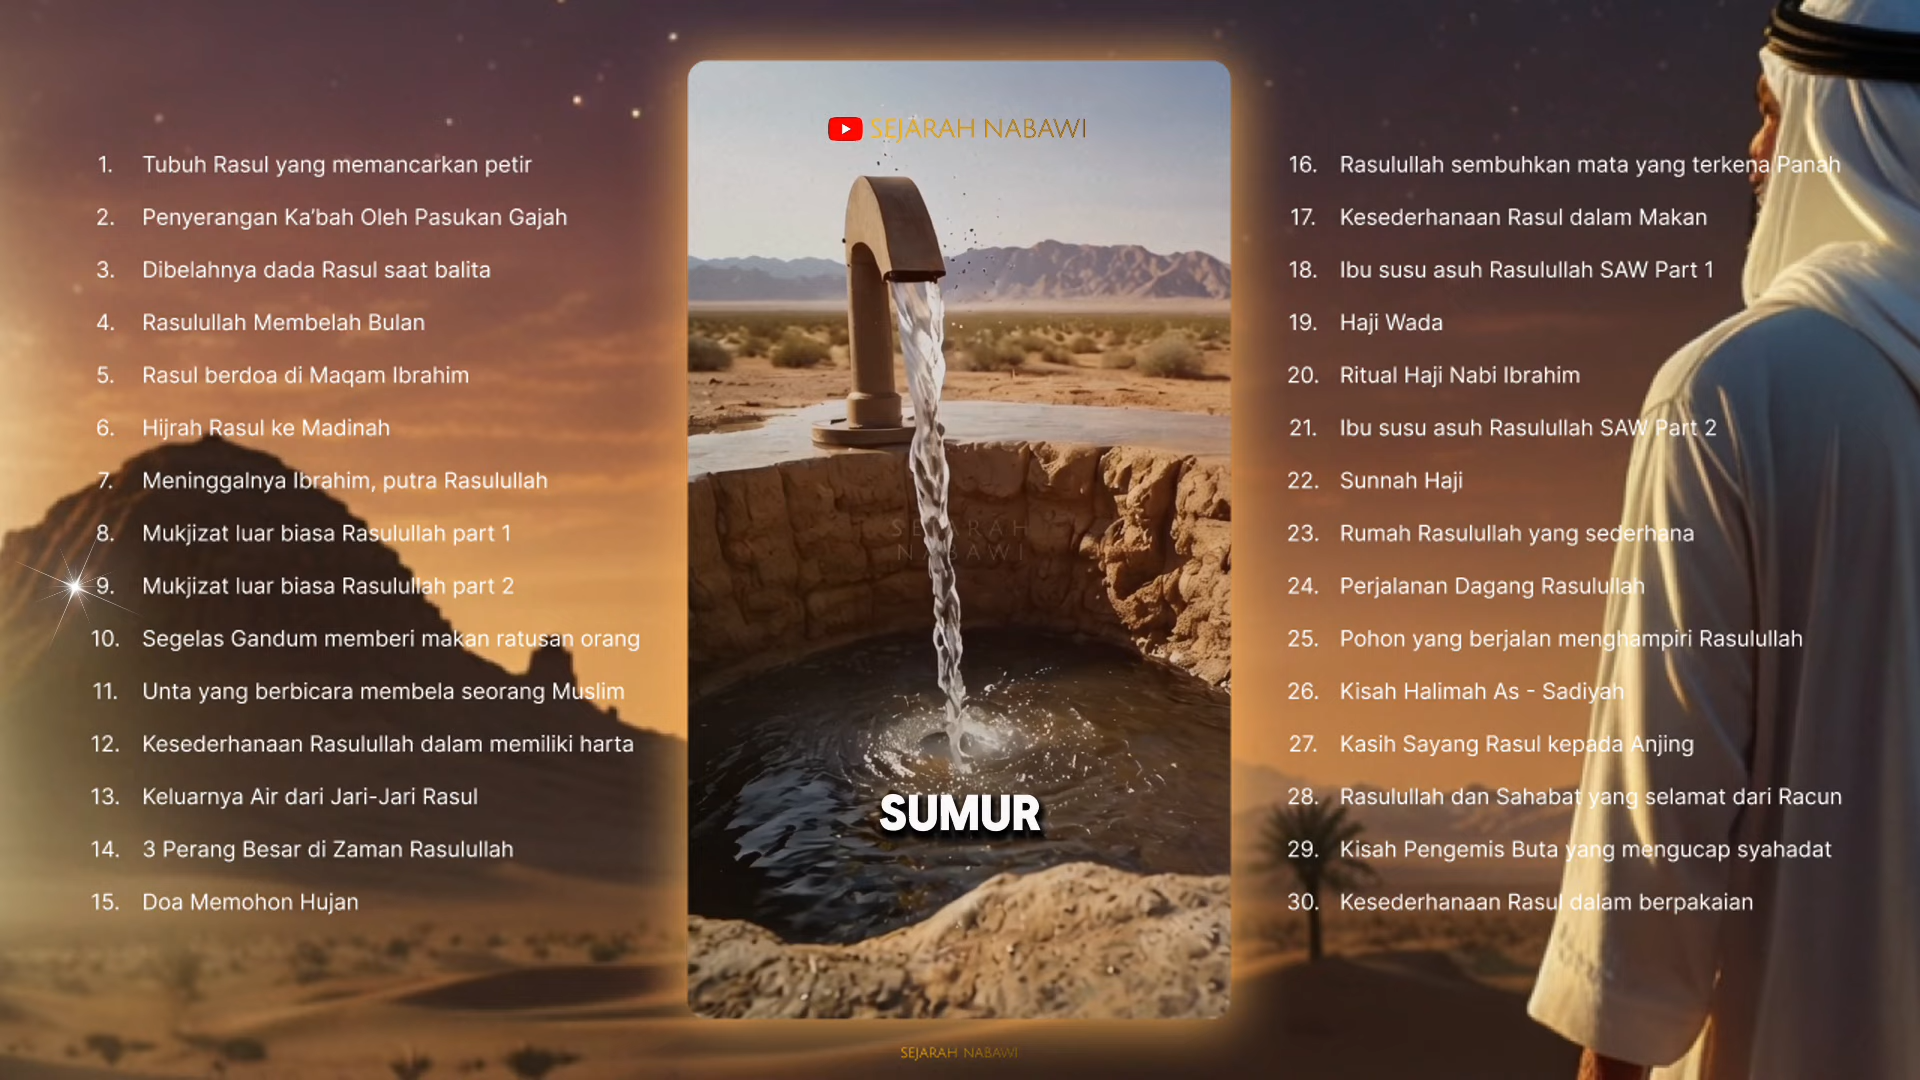 1. Tubuh Rasul yang memancarkan petir
2. Penyerangan Ka’bah Oleh Pasukan Gajah
3. Dibelahnya dada Rasul saat balita
4. Rasulullah Membelah Bulan
5. Rasul berdoa di Maqam Ibrahim
6. Hijrah Rasul ke Madinah
7. Meninggalnya Ibrahim, putra Rasulullah
8. Mukjizat luar biasa Rasulullah part 1
9. Mukjizat luar biasa Rasulullah part 2
10. Segelas Gandum memberi makan ratusan orang
11. Unta yang berbicara membela seorang Muslim
12. Kesederhanaan Rasulullah dalam memiliki harta
13. Keluarnya Air dari Jari-Jari Rasul
14. 3 Perang Besar di Zaman Rasulullah
15. Doa Memohon Hujan
SEJARAH NABAWI
SEJARAH
NABAWI
SUMUR
SEJARAH NABAWI
16. Rasulullah sembuhkan mata yang terkena Panah
17. Kesederhanaan Rasul dalam Makan
18. Ibu susu asuh Rasulullah SAW Part 1
19. Haji Wada
20. Ritual Haji Nabi Ibrahim
21. Ibu susu asuh Rasulullah SAW Part 2
22. Sunnah Haji
23. Rumah Rasulullah yang sederhana
24. Perjalanan Dagang Rasulullah
25. Pohon yang berjalan menghampiri Rasulullah
26. Kisah Halimah As - Sadiyah
27. Kasih Sayang Rasul kepada Anjing
28. Rasulullah dan Sahabat yang selamat dari Racun
29. Kisah Pengemis Buta yang mengucap syahadat
30. Kesederhanaan Rasul dalam berpakaian